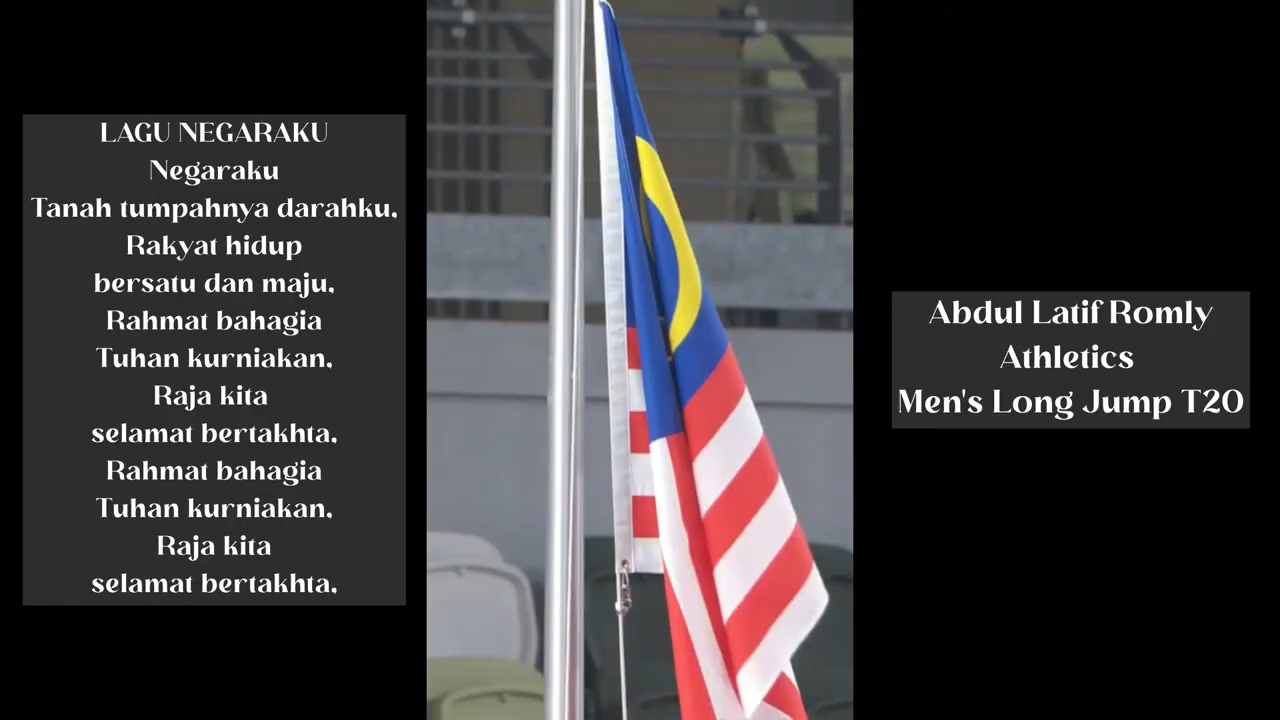 LAGU NEGARAKU
Negaraku
Tanah tumpahnya darahku,
Rakyat hidup
bersatu dan maju,
Rahmat bahagia
Tuhan kurniakan,
Raja kita
selamat bertakhta,
Rahmat bahagia
Tuhan kurniakan,
Raja kita
selamat bertakhta,
Abdul Latif Romly
Athletics
Men's Long Jump T20